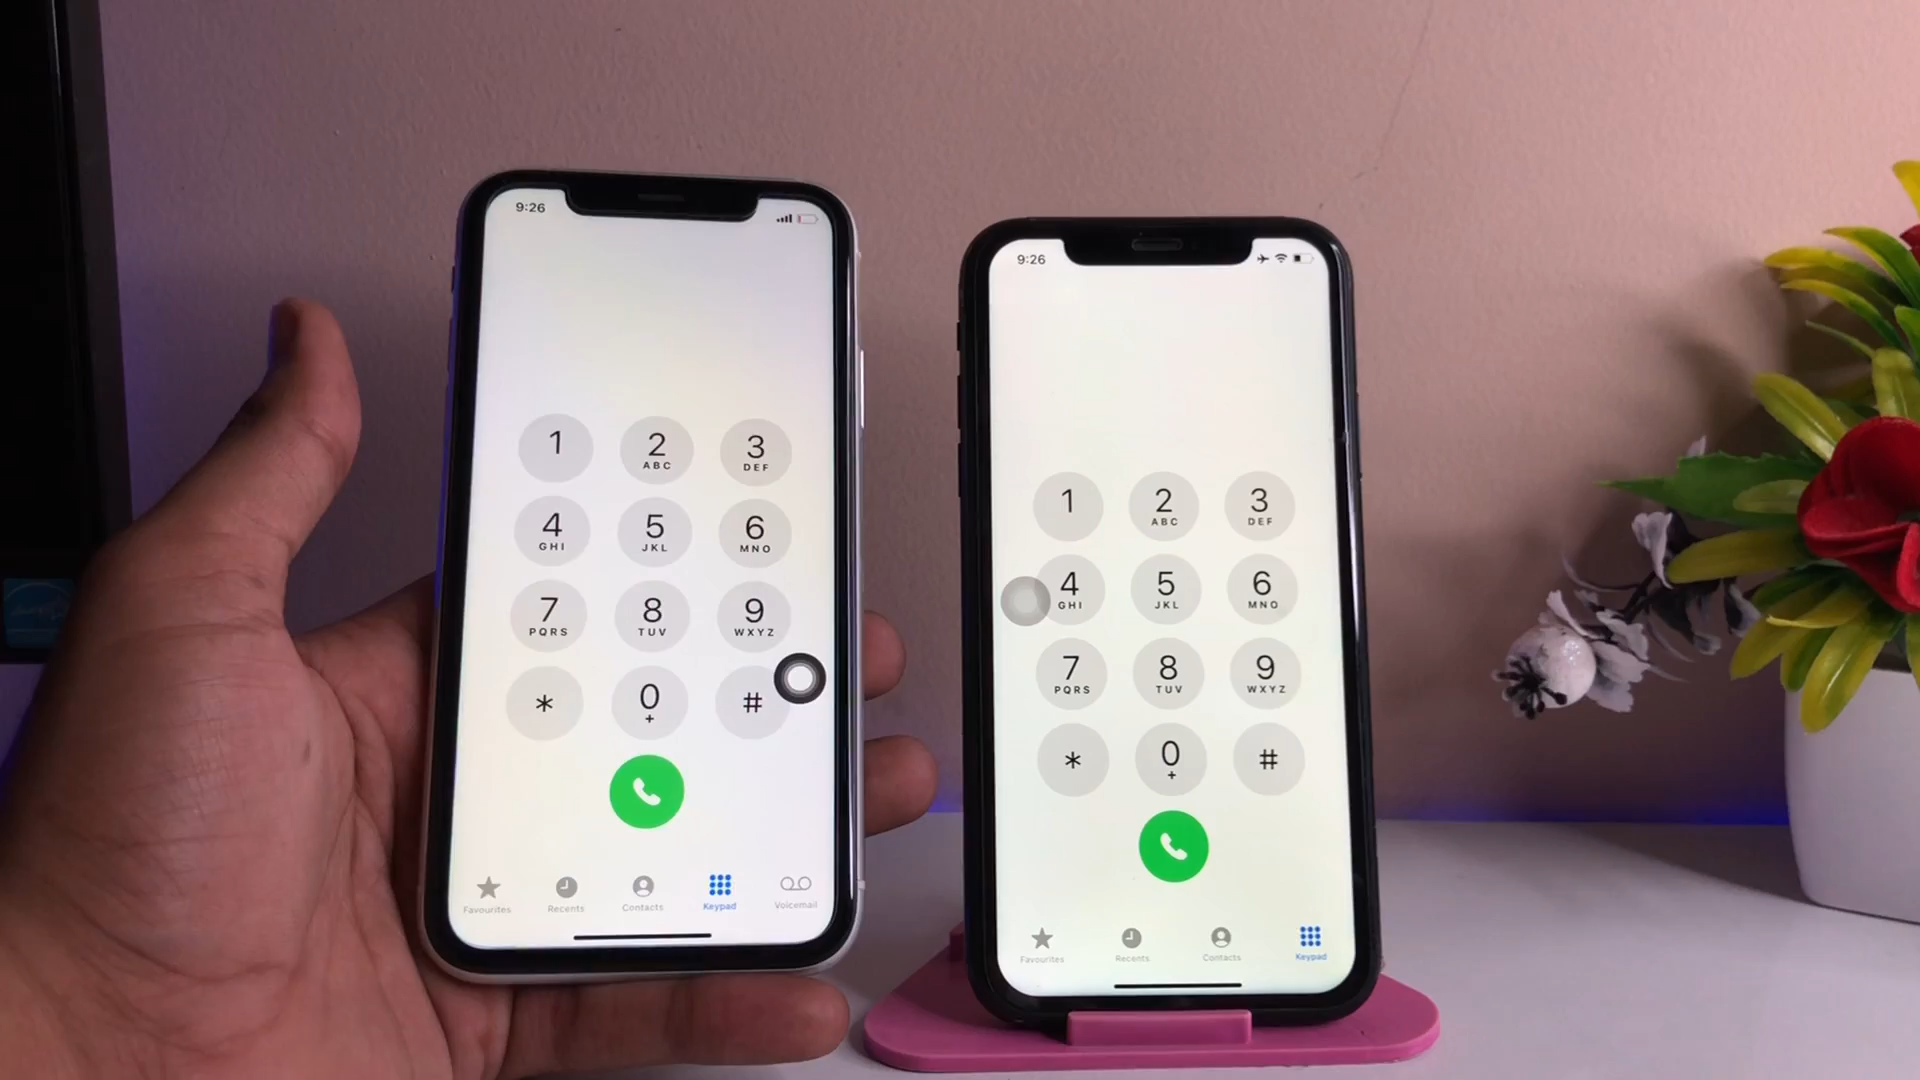 9:26
1 2 3
ABC DEF
4 5 6
GHI JKL MNO
7 8 9
PQRS TUV WXYZ
* 0 #
+
Favourites Recents Contacts Keypad Voicemail
9:26
1 2 3
ABC DEF
4 5 6
GHI JKL MNO
7 8 9
PQRS TUV WXYZ
* 0 #
+
Favourites Recents Contacts Keypad